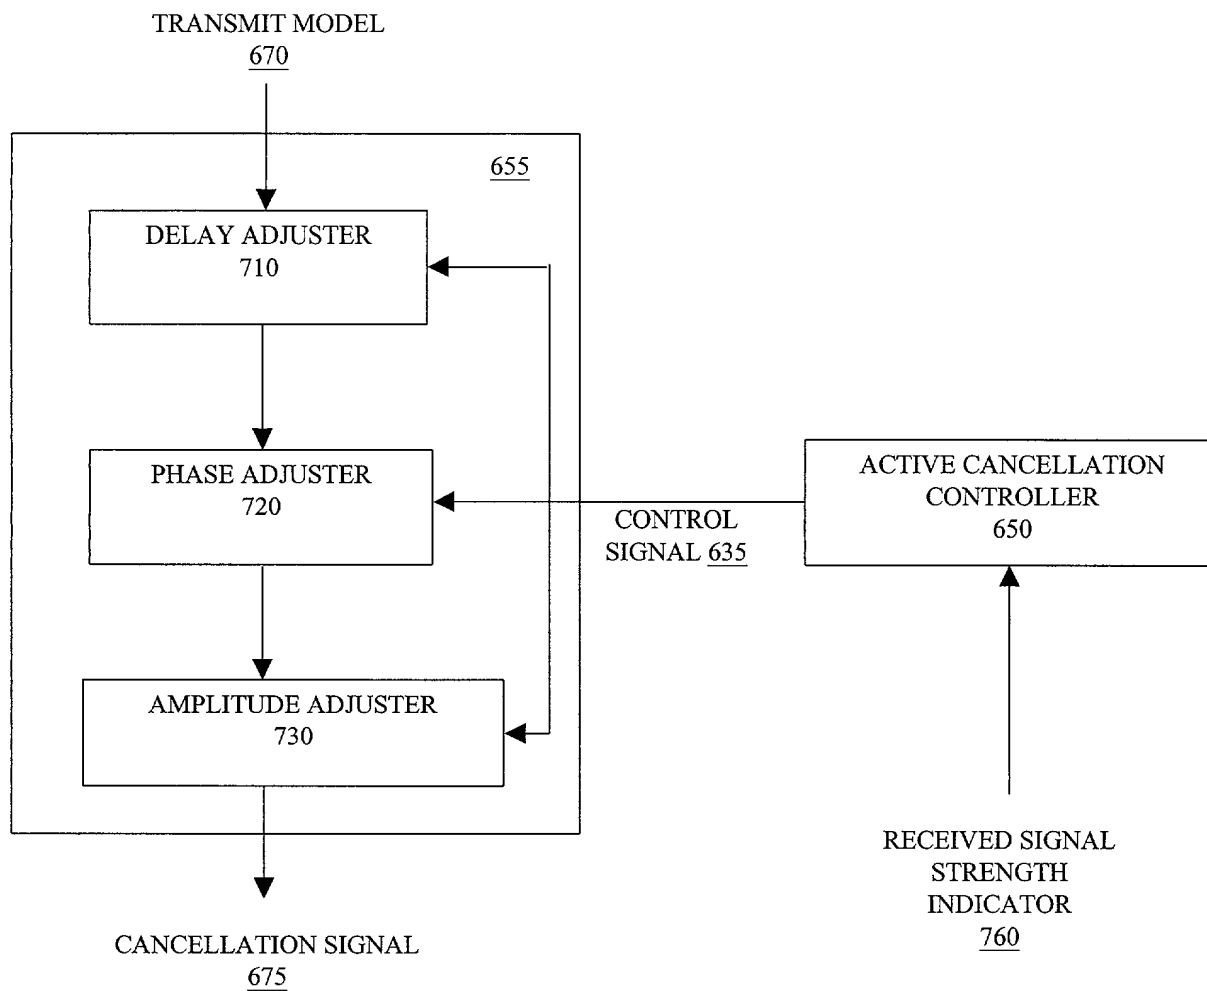 TRANSMIT MODEL
670
655
DELAY ADJUSTER
710
PHASE ADJUSTER
720
CONTROL
SIGNAL 635
ACTIVE CANCELLATION
CONTROLLER
650
AMPLITUDE ADJUSTER
730
RECEIVED SIGNAL
STRENGTH
INDICATOR
760
CANCELLATION SIGNAL
675